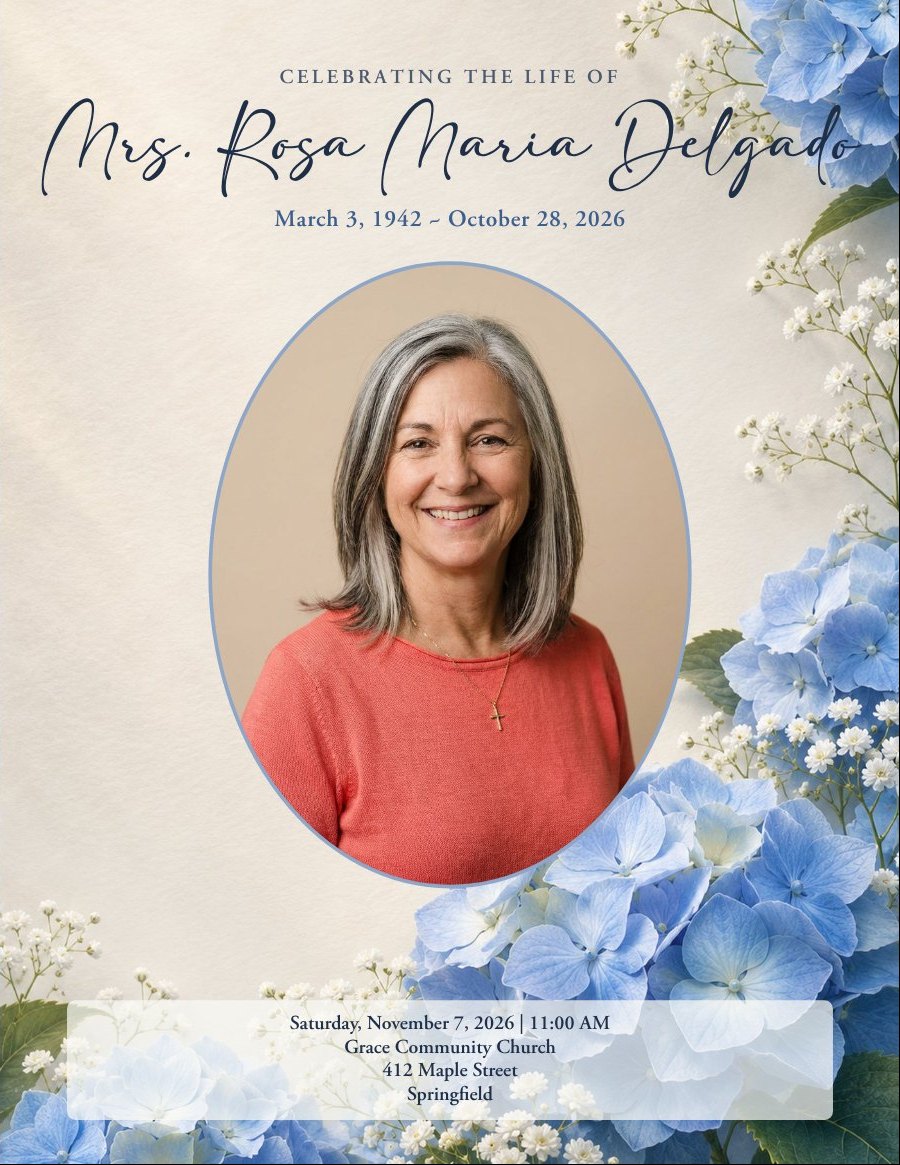 CELEBRATING THE LIFE OF
Mrs. Rosa Maria Delgado
March 3, 1942 ~ October 28, 2026
Saturday, November 7, 2026 | 11:00 AM
Grace Community Church
412 Maple Street
Springfield